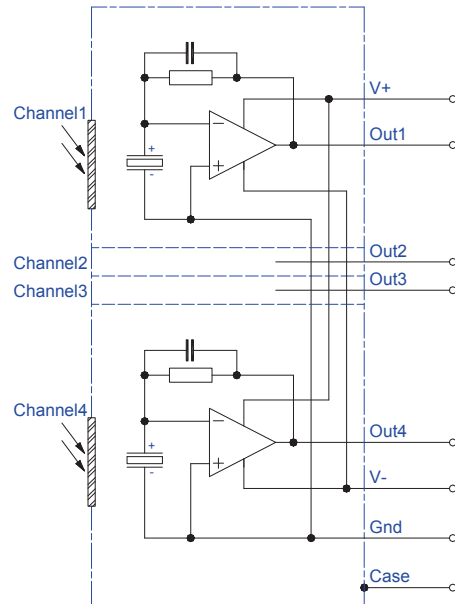 V+
Channel1
Out1
−
+
+
-
Out2
Channel2
Out3
Channel3
Channel4
Out4
−
+
+
-
V-
Gnd
Case